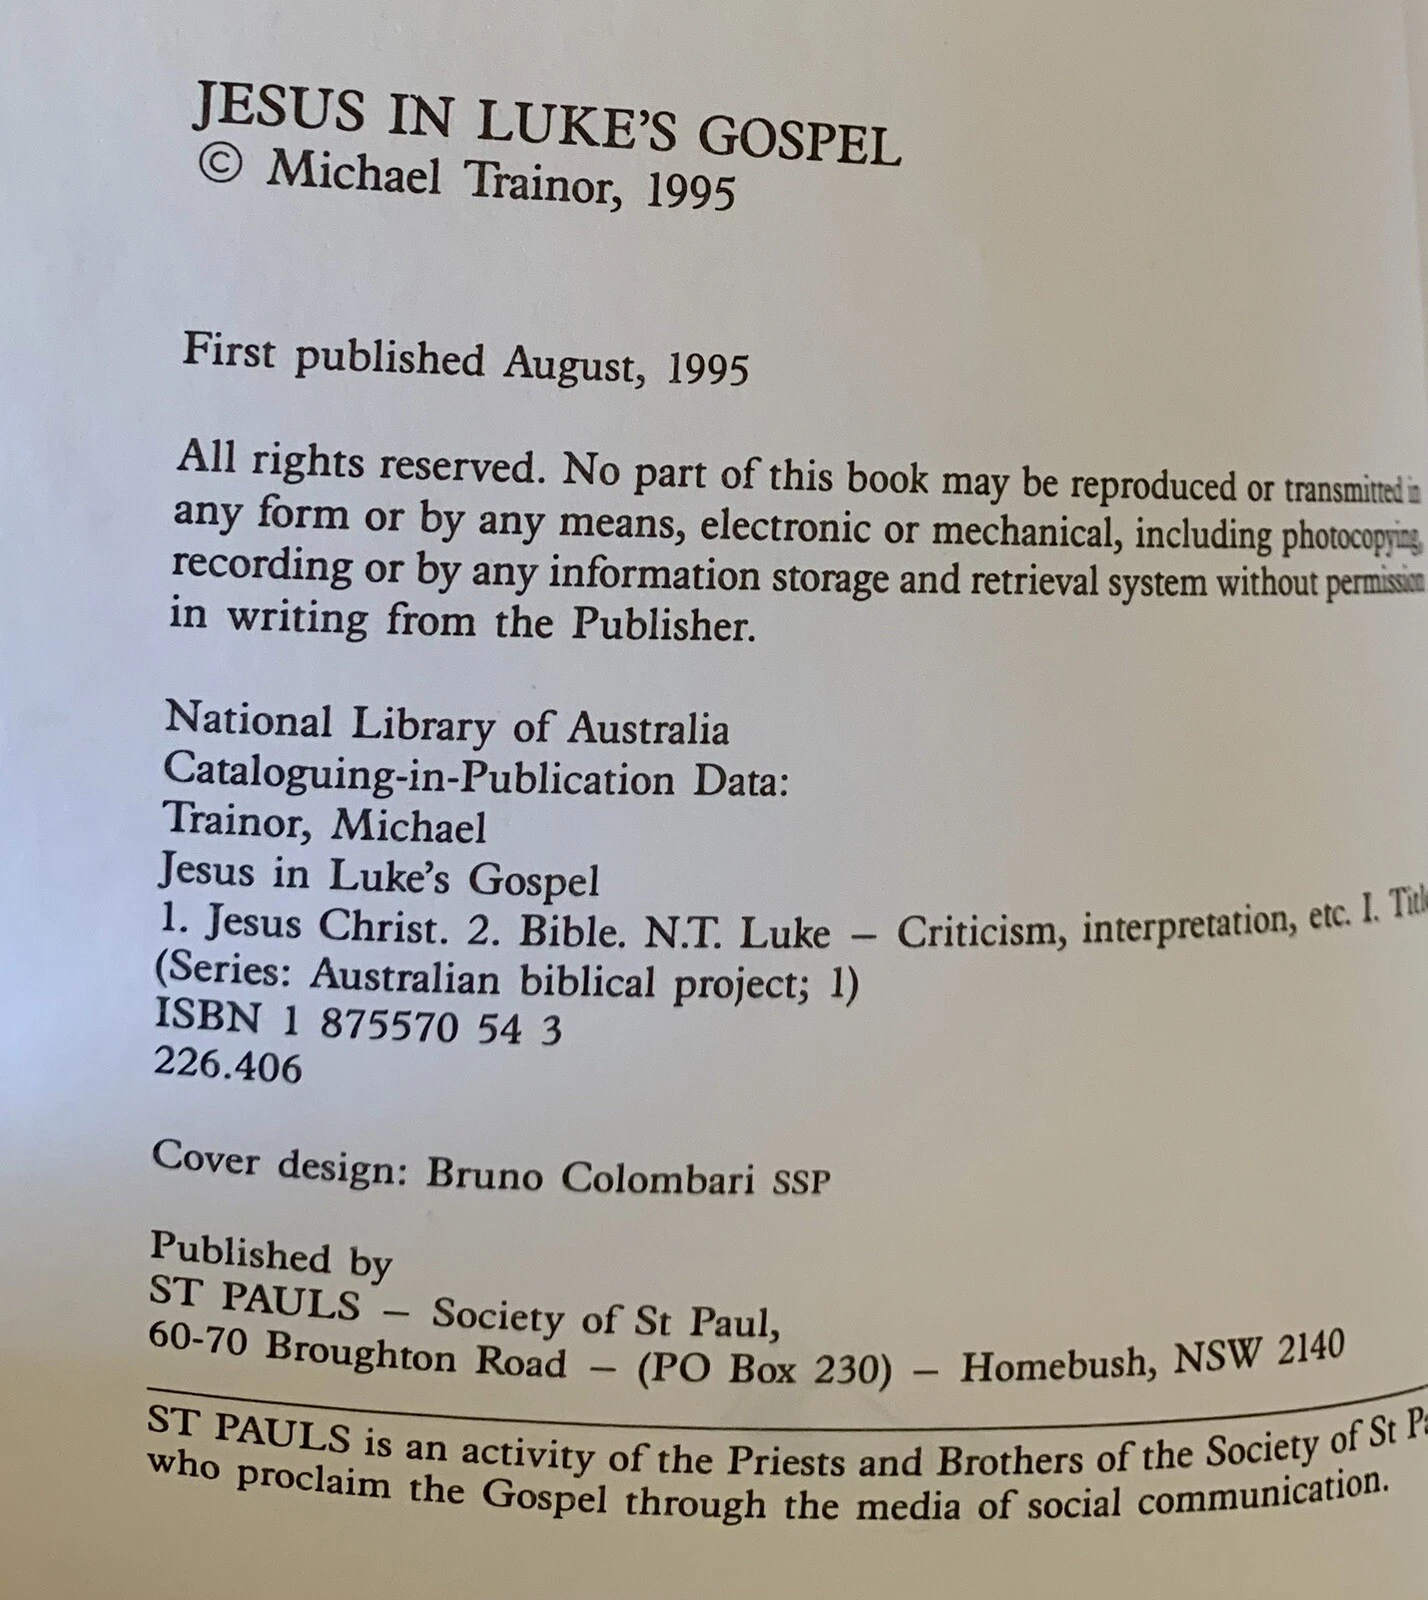 JESUS IN LUKE'S GOSPEL
© Michael Trainor, 1995
First published August, 1995
All rights reserved. No part of this book may be reproduced or transmitted in
any form or by any means, electronic or mechanical, including photocopying,
recording or by any information storage and retrieval system without permission
in writing from the Publisher.
National Library of Australia
Cataloguing-in-Publication Data:
Trainor, Michael
Jesus in Luke's Gospel
1. Jesus Christ. 2. Bible. N.T. Luke – Criticism, interpretation, etc. I.
(Series: Australian biblical project; 1)
ISBN 1 875570 54 3
226.406
Cover design: Bruno Colombari SSP
Published by
ST PAULS – Society of St Paul,
60-70 Broughton Road – (PO Box 230) – Homebush, NSW 2140
ST PAULS is an activity of the Priests and Brothers of the Society of St
who proclaim the Gospel through the media of social communication.